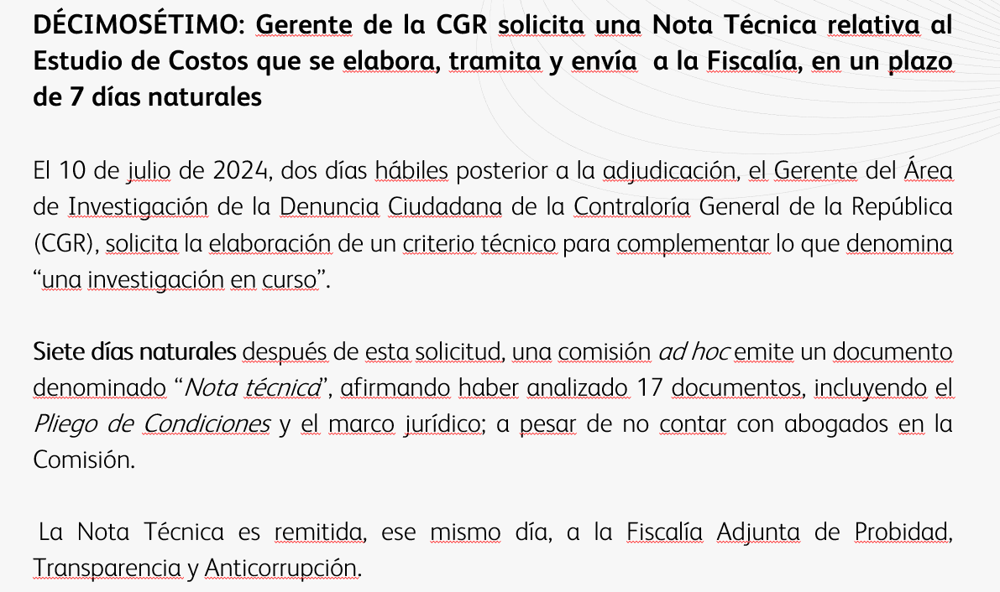 DÉCIMOSÉTIMO: Gerente de la CGR solicita una Nota Técnica relativa al
Estudio de Costos que se elabora, tramita y envía  a la Fiscalía, en un plazo
de 7 días naturales
El 10 de julio de 2024, dos días hábiles posterior a la adjudicación, el Gerente del Área
de Investigación de la Denuncia Ciudadana de la Contraloría General de la República
(CGR), solicita la elaboración de un criterio técnico para complementar lo que denomina
“una investigación en curso”.
Siete días naturales después de esta solicitud, una comisión ad hoc emite un documento
denominado “Nota técnica”, afirmando haber analizado 17 documentos, incluyendo el
Pliego de Condiciones y el marco jurídico; a pesar de no contar con abogados en la
Comisión.
La Nota Técnica es remitida, ese mismo día, a la Fiscalía Adjunta de Probidad,
Transparencia y Anticorrupción.